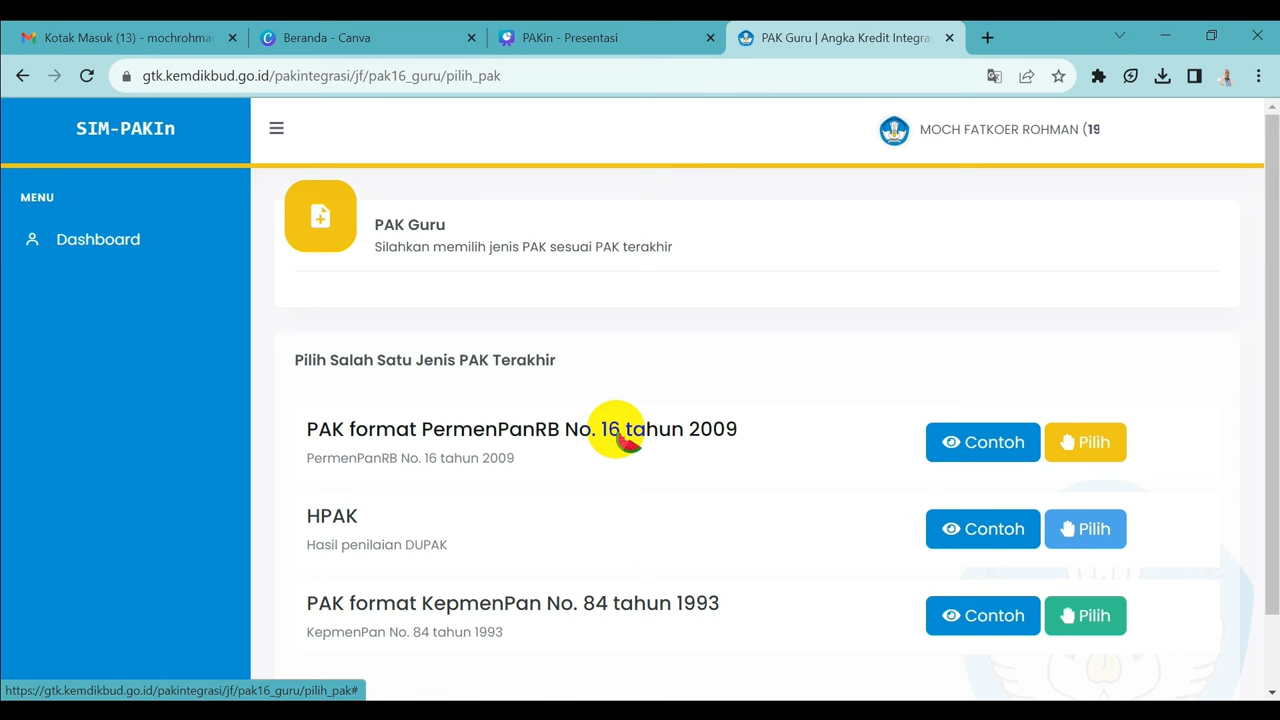 Kotak Masuk (13) - mochrohmar
Beranda - Canva
PAKin - Presentasi
PAK Guru | Angka Kredit Integra
gtk.kemdikbud.go.id/pakintegrasi/jf/pak16_guru/pilih_pak
SIM-PAKIn
MOCH FATKOER ROHMAN (19
MENU
Dashboard
PAK Guru
Silahkan memilih jenis PAK sesuai PAK terakhir
Pilih Salah Satu Jenis PAK Terakhir
PAK format PermenPanRB No. 16 tahun 2009
PermenPanRB No. 16 tahun 2009
Contoh Pilih
HPAK
Hasil penilaian DUPAK
Contoh Pilih
PAK format KepmenPan No. 84 tahun 1993
KepmenPan No. 84 tahun 1993
Contoh Pilih
https://gtk.kemdikbud.go.id/pakintegrasi/jf/pak16_guru/pilih_pak#